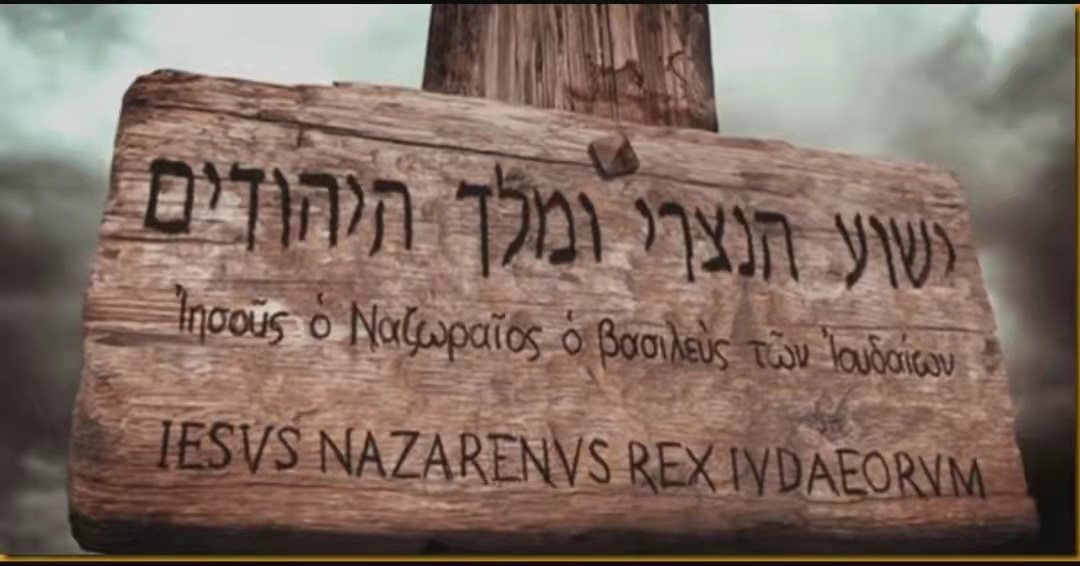 ישוע הנצרי ומלך היהודים
Ἰησοῦς ὁ Ναζωραῖος ὁ βασιλεὺς τῶν Ἰουδαίων
IESVS NAZARENVS REX IVDAEORVM